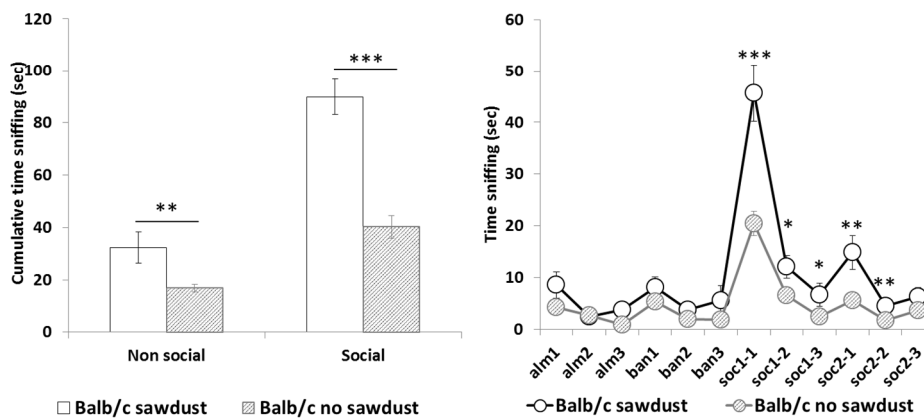 Cumulative time sniffing (sec)
120
100
80
60
40
20
0
**
***
Non social
Social
Balb/c sawdust
Balb/c no sawdust
Time sniffing (sec)
60
50
40
30
20
10
0
***
*
*
**
**
alm1
alm2
alm3
ban1
ban2
ban3
soc1-1
soc1-2
soc1-3
soc2-1
soc2-2
soc2-3
Balb/c sawdust
Balb/c no sawdust